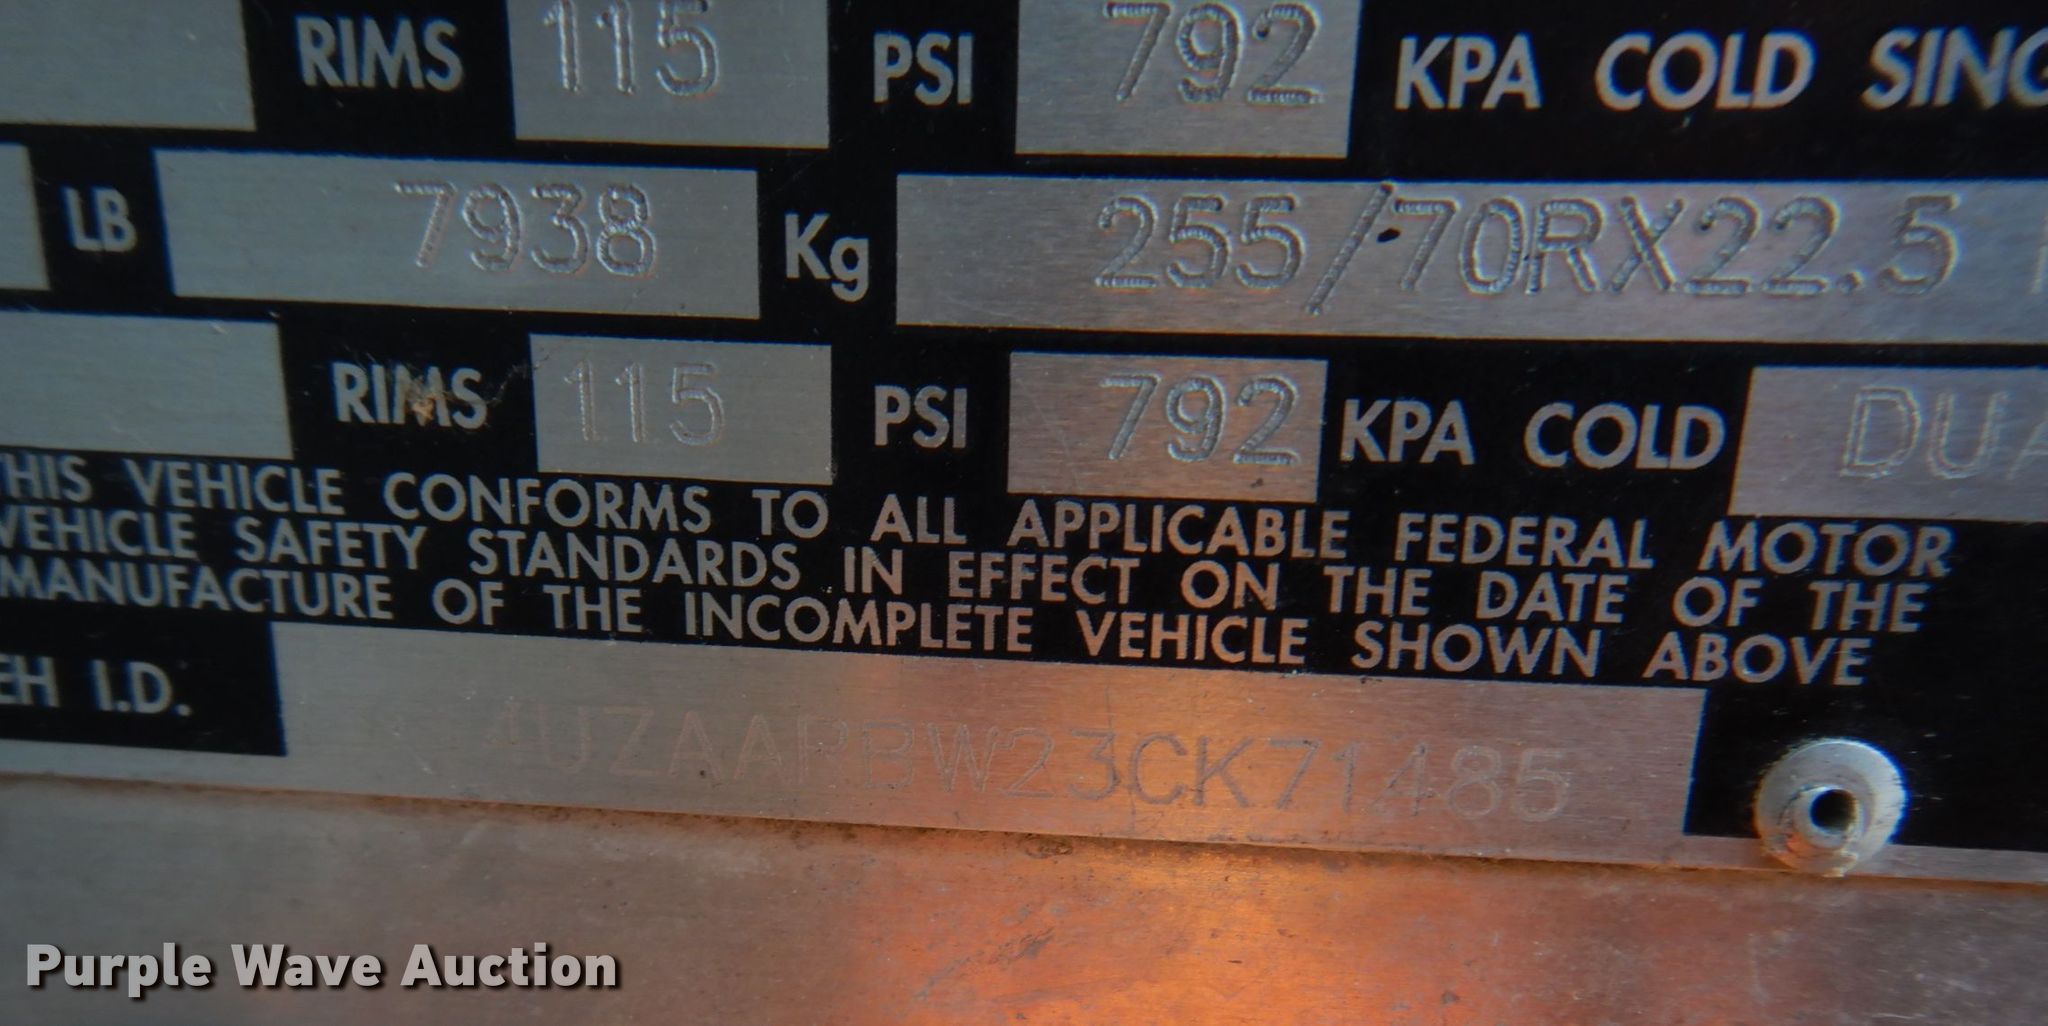 RIMS 115 PSI 792 KPA COLD SING
LB 7938 Kg 255/70RX22.5
RIMS 115 PSI 792 KPA COLD DUA
THIS VEHICLE CONFORMS TO ALL APPLICABLE FEDERAL MOTOR
VEHICLE SAFETY STANDARDS IN EFFECT ON THE DATE OF THE
MANUFACTURE OF THE INCOMPLETE VEHICLE SHOWN ABOVE
EH I.D. 4UZAAPBW23CK71485
Purple Wave Auction